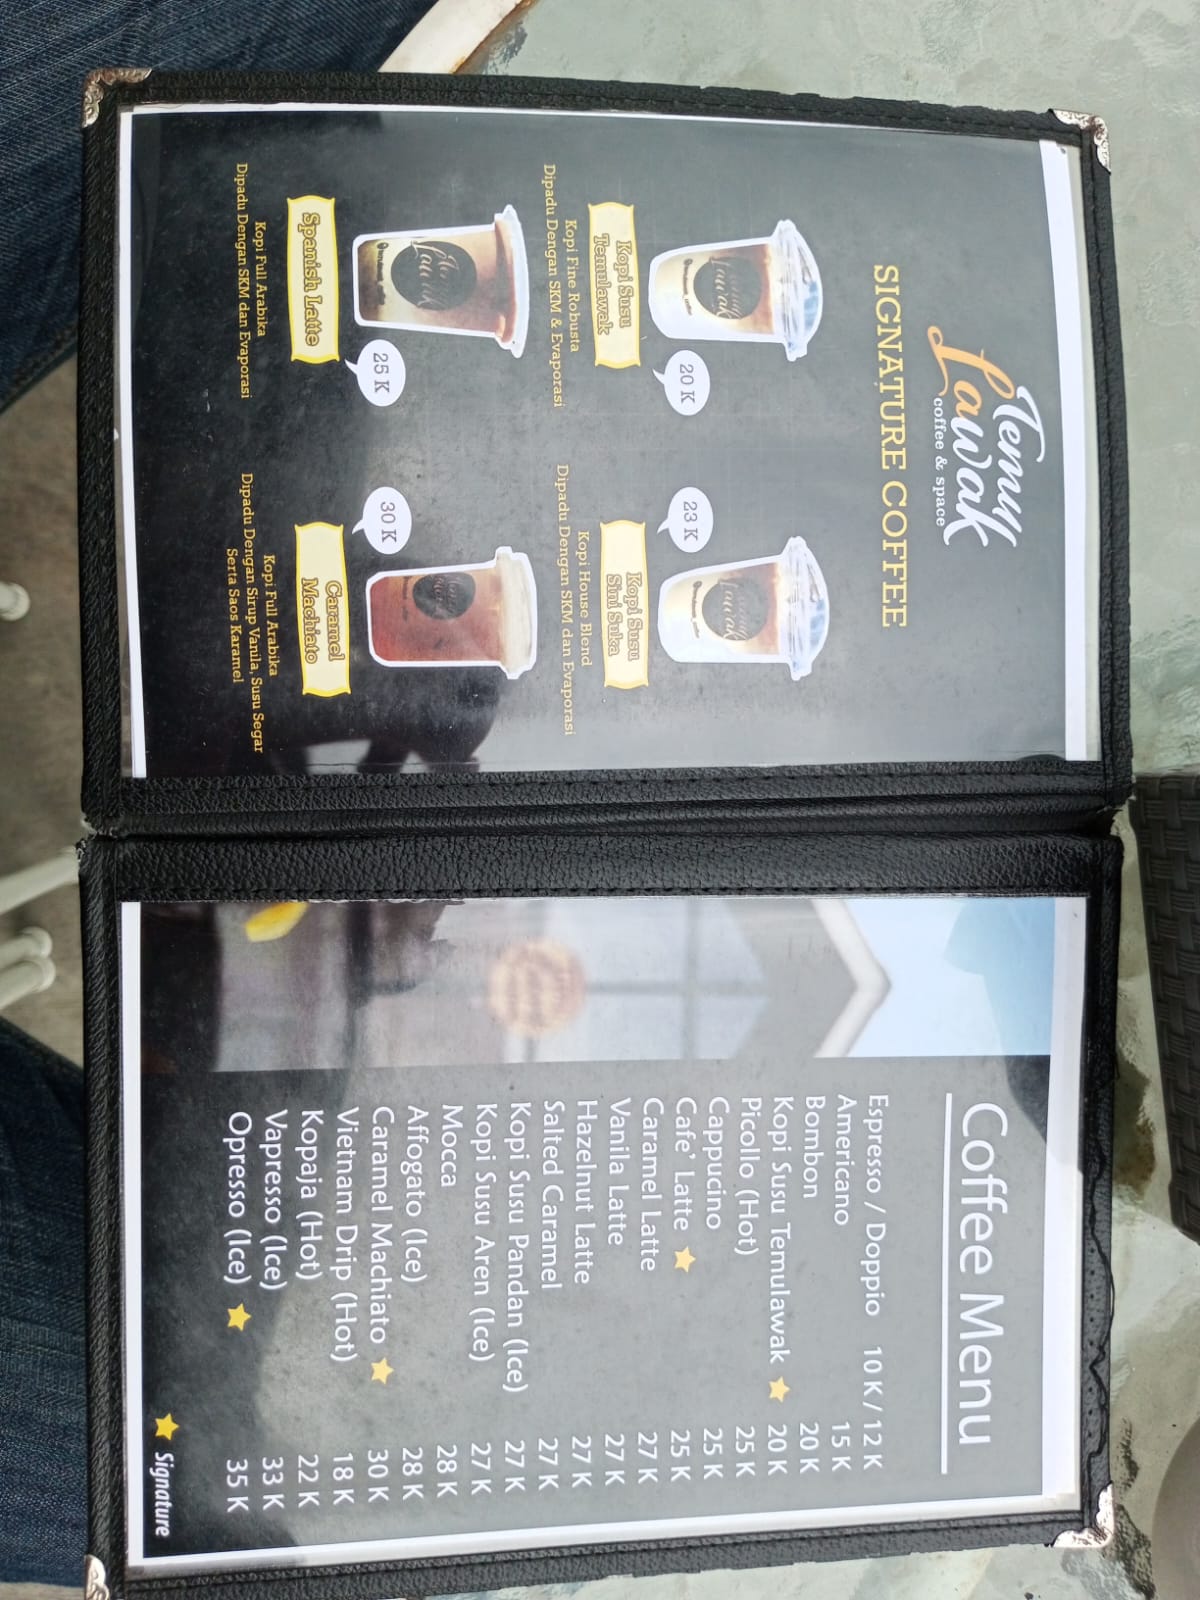 Temu
Lawak
coffee & space
SIGNATURE COFFEE
20 K
23 K
Kopi Susu
Temulawak
Kopi Fine Robusta
Dipadu Dengan SKM & Evaporasi
Kopi Susu
Sini Suka
Kopi House Blend
Dipadu Dengan SKM dan Evaporasi
25 K
30 K
Spanish Latte
Kopi Full Arabika
Dipadu Dengan SKM dan Evaporasi
Caramel
Machiato
Kopi Full Arabika
Dipadu Dengan Sirup Vanila, Susu Segar
Serta Saos Karamel
Coffee Menu
Espresso / Doppio 10 K / 12 K
Americano 15 K
Bombon 20 K
Kopi Susu Temulawak 20 K
Picollo (Hot) 25 K
Cappucino 25 K
Cafe' Latte 25 K
Caramel Latte 27 K
Vanila Latte 27 K
Hazelnut Latte 27 K
Salted Caramel 27 K
Kopi Susu Pandan (Ice) 27 K
Kopi Susu Aren (Ice) 27 K
Mocca 28 K
Affogato (Ice) 28 K
Caramel Machiato 30 K
Vietnam Drip (Hot) 18 K
Kopaja (Hot) 22 K
Vapresso (Ice) 33 K
Opresso (Ice) 35 K
Signature